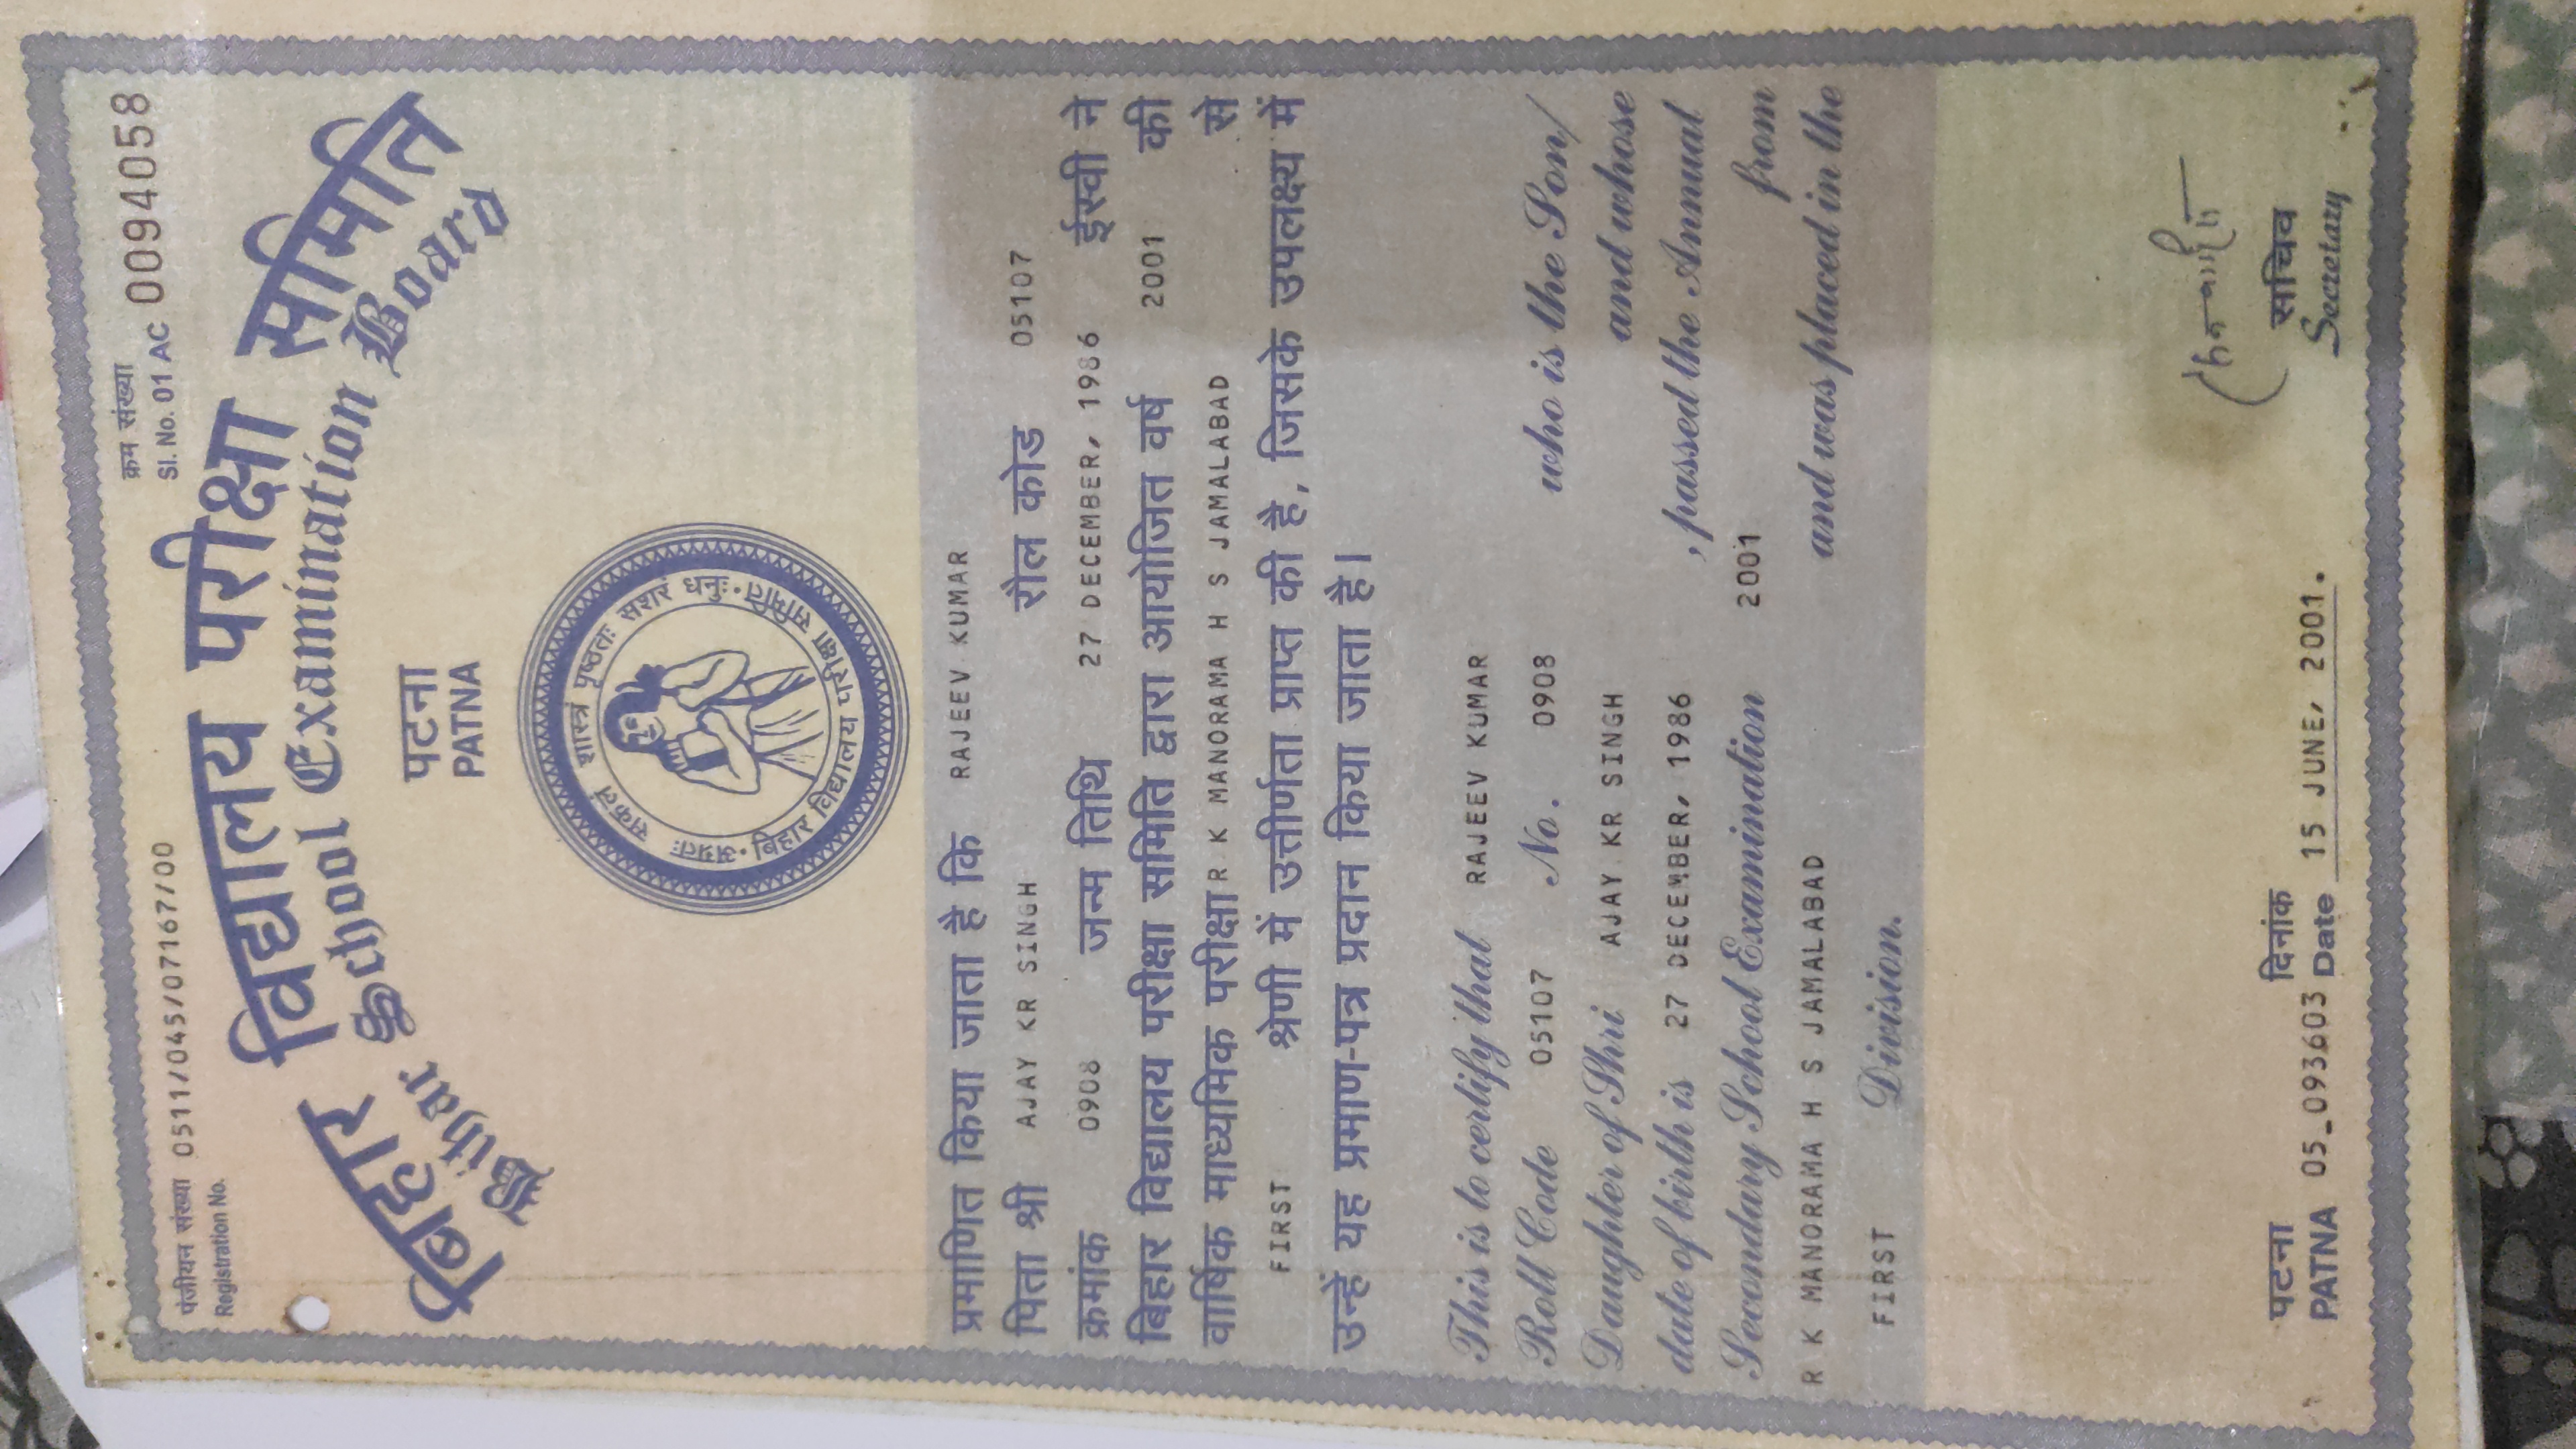 पंजीयन संख्या 0511/045/07167/00
Registration No.
क्रम संख्या
Sl. No. 01 AC 0094058
बिहार विद्यालय परीक्षा समिति
Bihar School Examination Board
पटना
PATNA
अग्रतः सकलं शास्त्रं पृष्ठतः सशरं धनुः
बिहार विद्यालय परीक्षा समिति
प्रमाणित किया जाता है कि RAJEEV KUMAR
पिता श्री AJAY KR SINGH रौल कोड 05107
क्रमांक 0908 जन्म तिथि 27 DECEMBER, 1986 ईस्वी ने
बिहार विद्यालय परीक्षा समिति द्वारा आयोजित वर्ष 2001 की
वार्षिक माध्यमिक परीक्षा R K MANORAMA H S JAMALABAD से
FIRST श्रेणी में उत्तीर्णता प्राप्त की है, जिसके उपलक्ष्य में
उन्हें यह प्रमाण-पत्र प्रदान किया जाता है।
This is to certify that RAJEEV KUMAR
Roll Code 05107 No. 0908 who is the Son/
Daughter of Shri AJAY KR SINGH and whose
date of birth is 27 DECEMBER, 1986 , passed the Annual
Secondary School Examination 2001 from
R K MANORAMA H S JAMALABAD and was placed in the
FIRST Division.
पटना दिनांक
PATNA 05_093603 Date 15 JUNE, 2001.
सचिव
Secretary